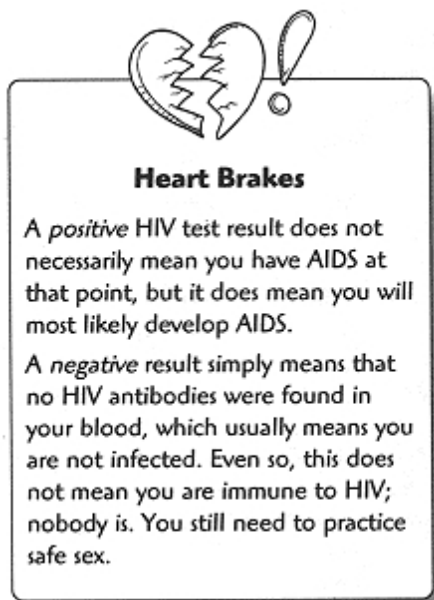 Heart Brakes
A positive HIV test result does not
necessarily mean you have AIDS at
that point, but it does mean you will
most likely develop AIDS.
A negative result simply means that
no HIV antibodies were found in
your blood, which usually means you
are not infected. Even so, this does
not mean you are immune to HIV;
nobody is. You still need to practice
safe sex.